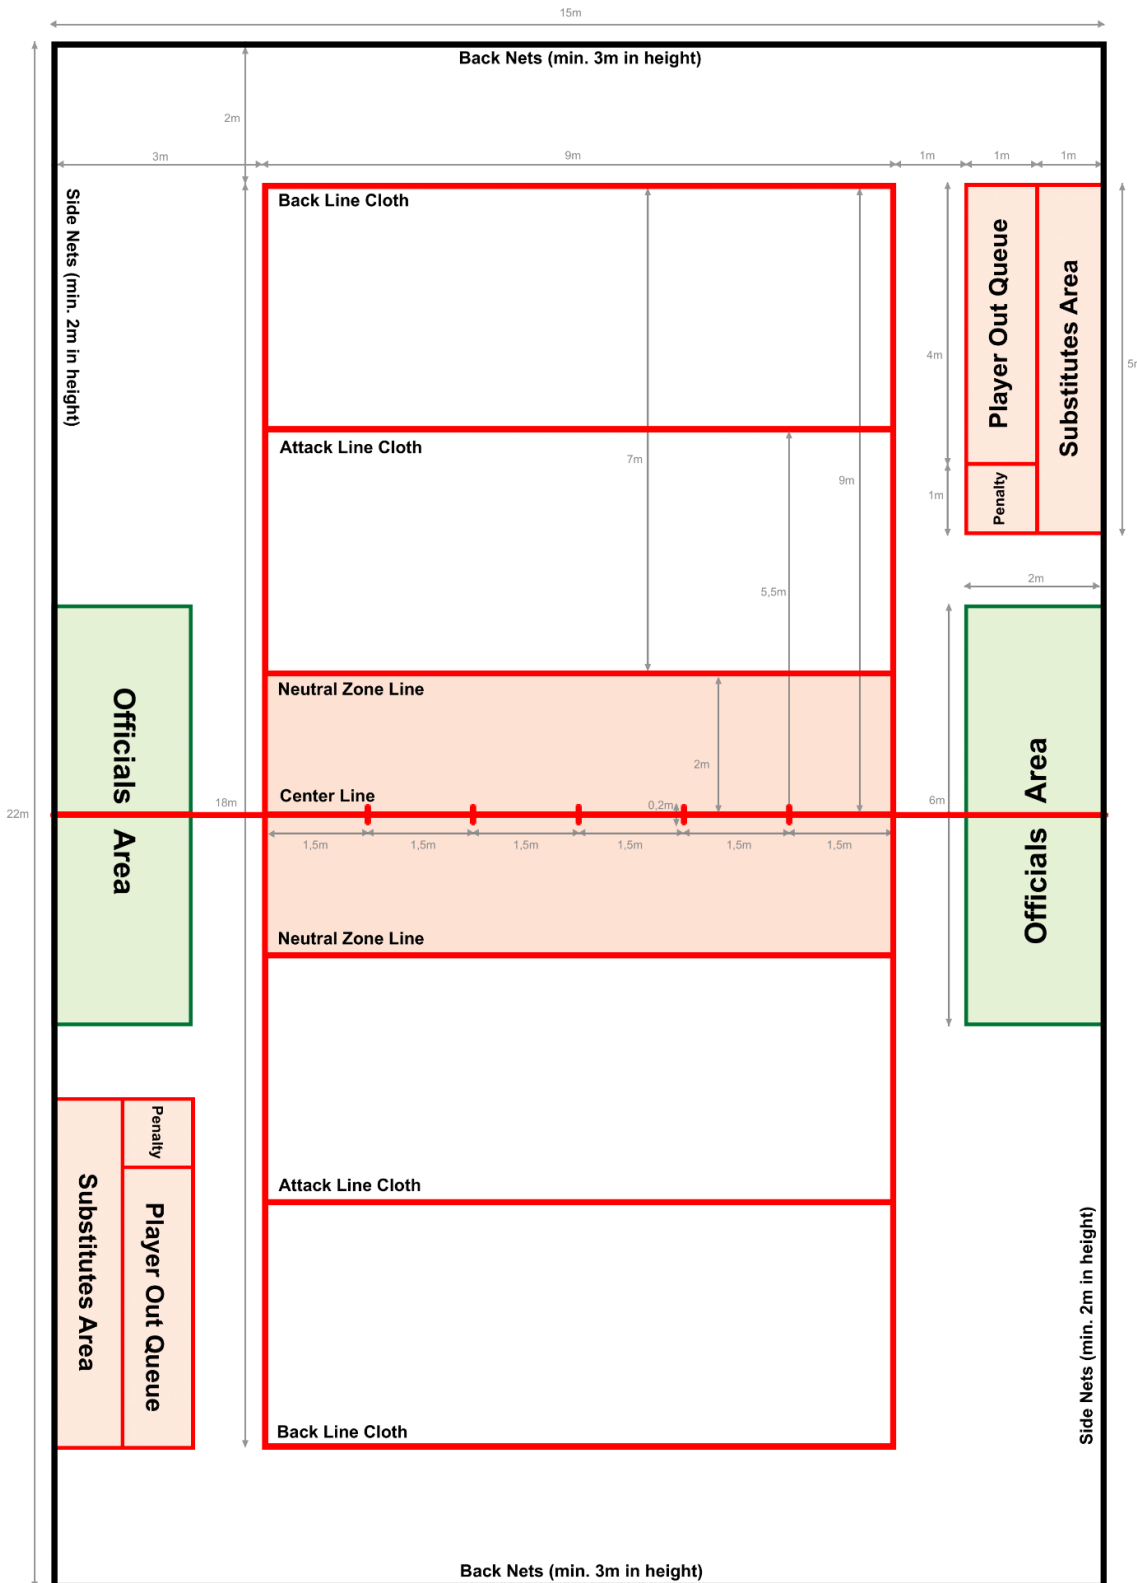 15m
Back Nets (min. 3m in height)
2m
3m
9m
1m
1m
1m
Side Nets (min. 2m in height)
Back Line Cloth
Player Out Queue
Substitutes Area
4m
5m
Attack Line Cloth
7m
9m
1m
Penalty
2m
5,5m
Officials Area
Neutral Zone Line
2m
Officials Area
Center Line
0,2m
18m
6m
22m
1,5m
1,5m
1,5m
1,5m
1,5m
1,5m
Neutral Zone Line
Penalty
Substitutes Area
Player Out Queue
Attack Line Cloth
Side Nets (min. 2m in height)
Back Line Cloth
Back Nets (min. 3m in height)